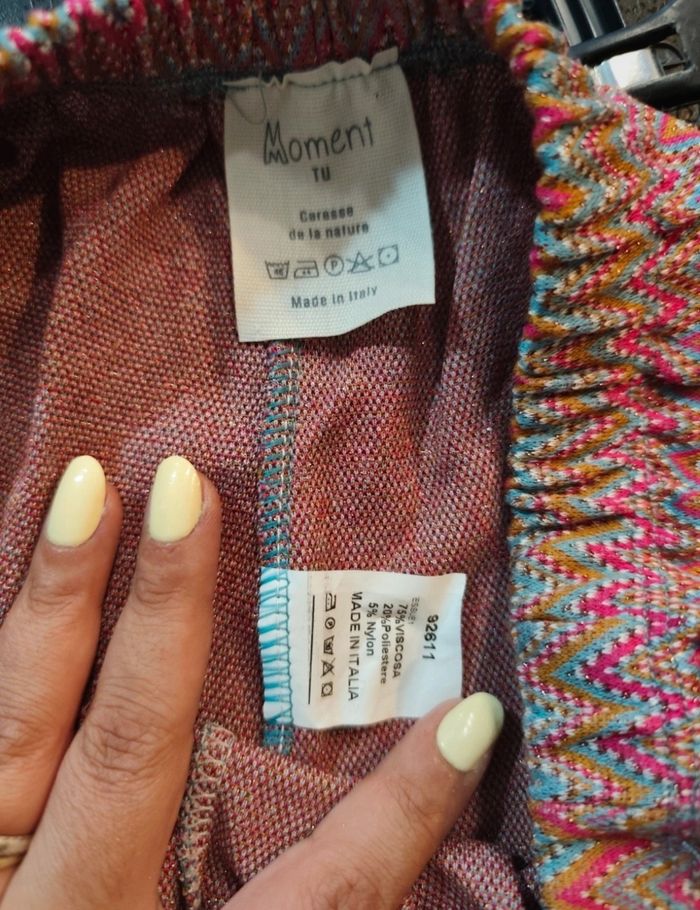 Moment
TU
Caresse
de la nature
P
Made in Italy
92611
75%VISCOSA
20%Poliestere
5% Nylon
MADE IN ITALIA